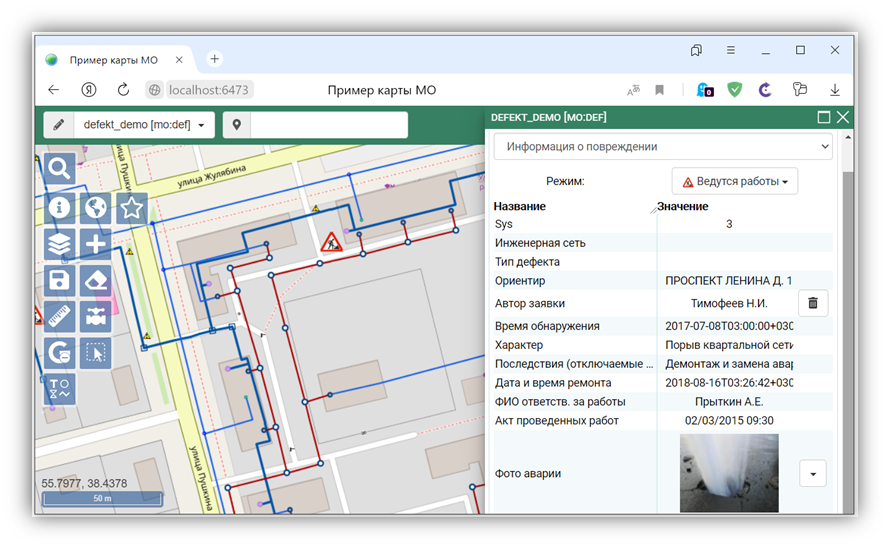 Пример карты МО
localhost:6473
Пример карты МО
0
defekt_demo [mo:def]
DEFEKT_DEMO [MO:DEF]
Информация о повреждении
Режим:
Ведутся работы
Название
Значение
Sys
3
Инженерная сеть
Тип дефекта
Ориентир
ПРОСПЕКТ ЛЕНИНА Д. 1
Автор заявки
Тимофеев Н.И.
Время обнаружения
2017-07-08T03:00:00+030
Характер
Порыв квартальной сети
Последствия (отключаемые ...
Демонтаж и замена авар
Дата и время ремонта
2018-08-16T03:26:42+030
ФИО ответств. за работы
Прыткин А.Е.
Акт проведенных работ
02/03/2015 09:30
Фото аварии
улица Пушкина
улица Жулябина
улица Пушкина
55.7977, 38.4378
50 m